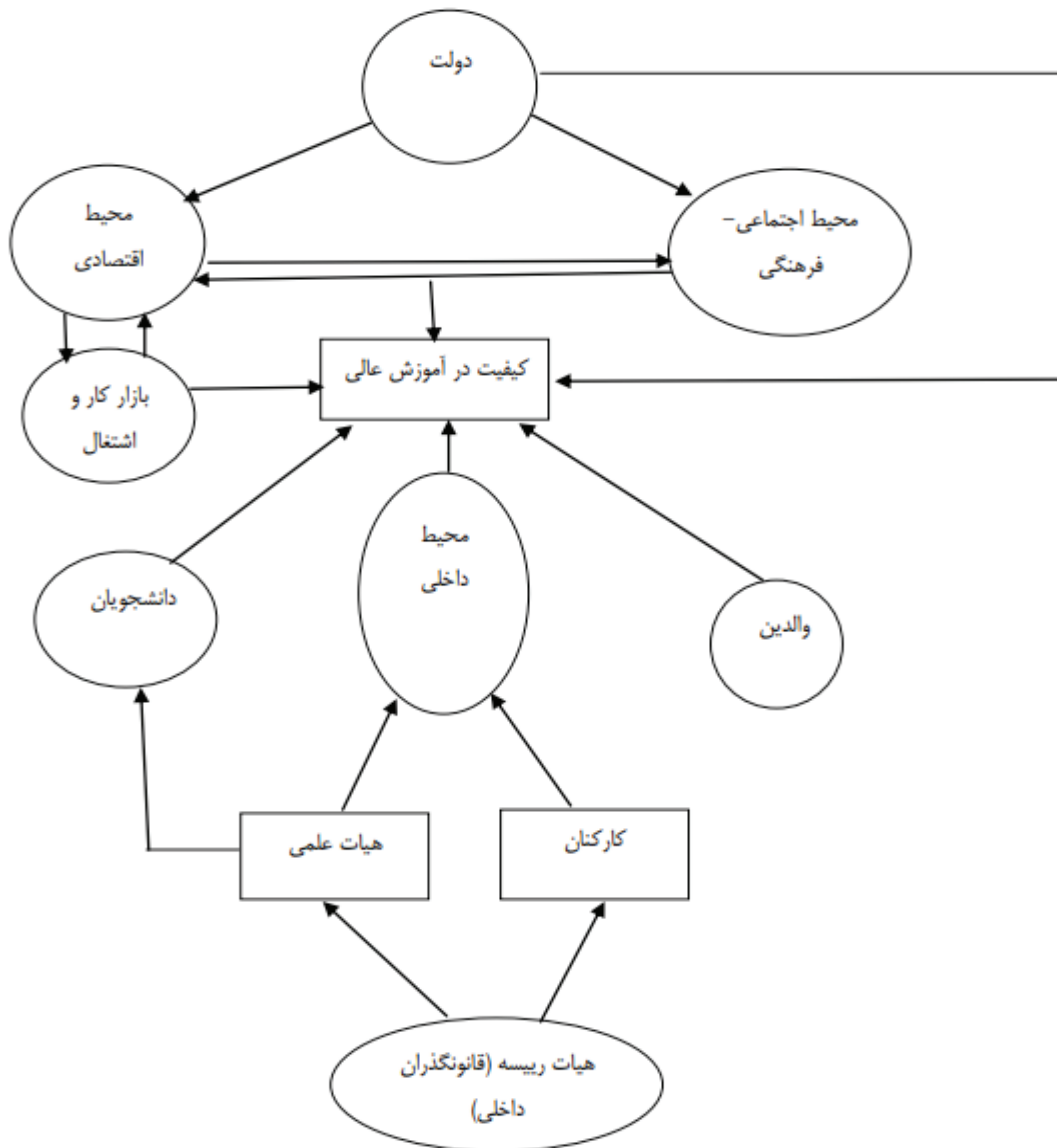 دولت
محیط
اقتصادی
محیط اجتماعی-
فرهنگی
کیفیت در آموزش عالی
بازار کار و
اشتغال
محیط
داخلی
دانشجویان
والدین
هیات علمی
کارکنان
هیات رییسه (قانونگذران
داخلی)